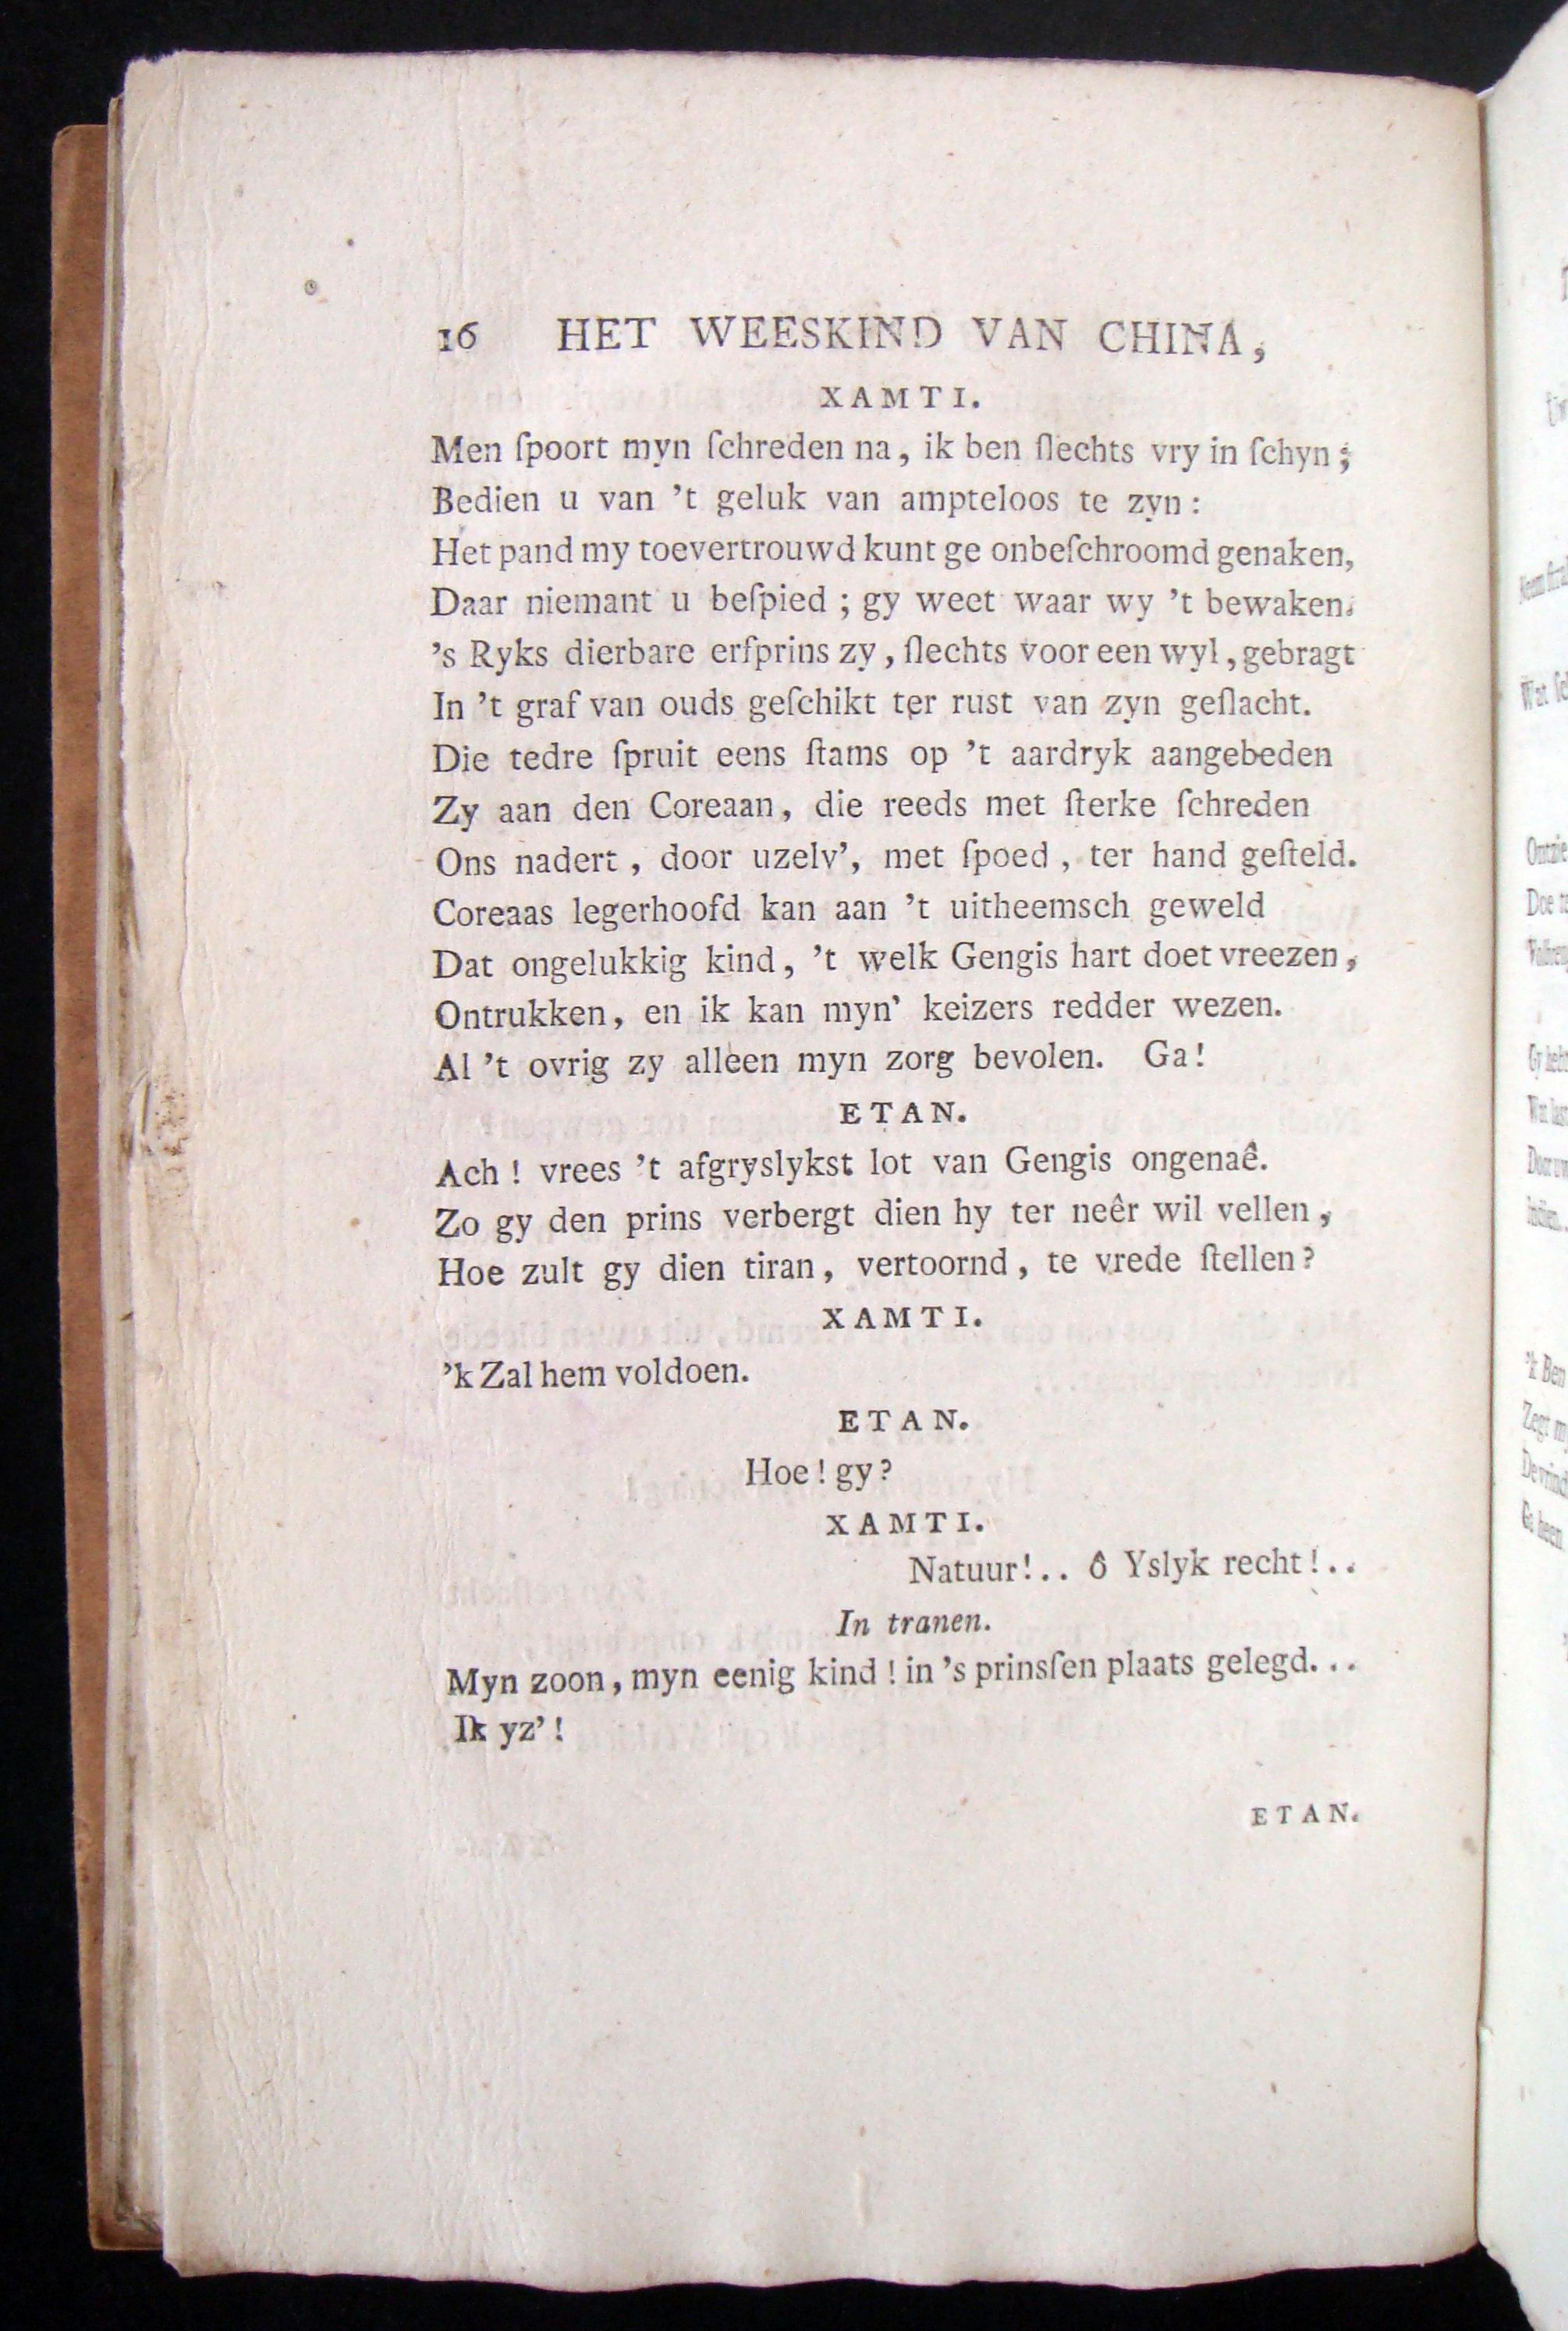 16 HET WEESKIND VAN CHINA,
XAMTI.
Men ſpoort myn ſchreden na, ik ben ſlechts vry in ſchyn;
Bedien u van 't geluk van ampteloos te zyn:
Het pand my toevertrouwd kunt ge onbeſchroomd genaken,
Daar niemant u beſpied; gy weet waar wy 't bewaken.
's Ryks dierbare erfprins zy, ſlechts voor een wyl, gebragt
In 't graf van ouds geſchikt ter rust van zyn geſlacht.
Die tedre ſpruit eens ſtams op 't aardryk aangebeden
Zy aan den Coreaan, die reeds met ſterke ſchreden
Ons nadert, door uzelv', met ſpoed, ter hand geſteld.
Coreaas legerhoofd kan aan 't uitheemsch geweld
Dat ongelukkig kind, 't welk Gengis hart doet vreezen,
Ontrukken, en ik kan myn' keizers redder wezen.
Al 't ovrig zy alleen myn zorg bevolen. Ga!
ETAN.
Ach! vrees 't afgryslykst lot van Gengis ongenaê.
Zo gy den prins verbergt dien hy ter neêr wil vellen,
Hoe zult gy dien tiran, vertoornd, te vrede ſtellen?
XAMTI.
'k Zal hem voldoen.
ETAN.
Hoe! gy?
XAMTI.
Natuur!.. ô Yslyk recht!..
In tranen.
Myn zoon, myn eenig kind! in 's prinsſen plaats gelegd...
Ik yz'!
ETAN.